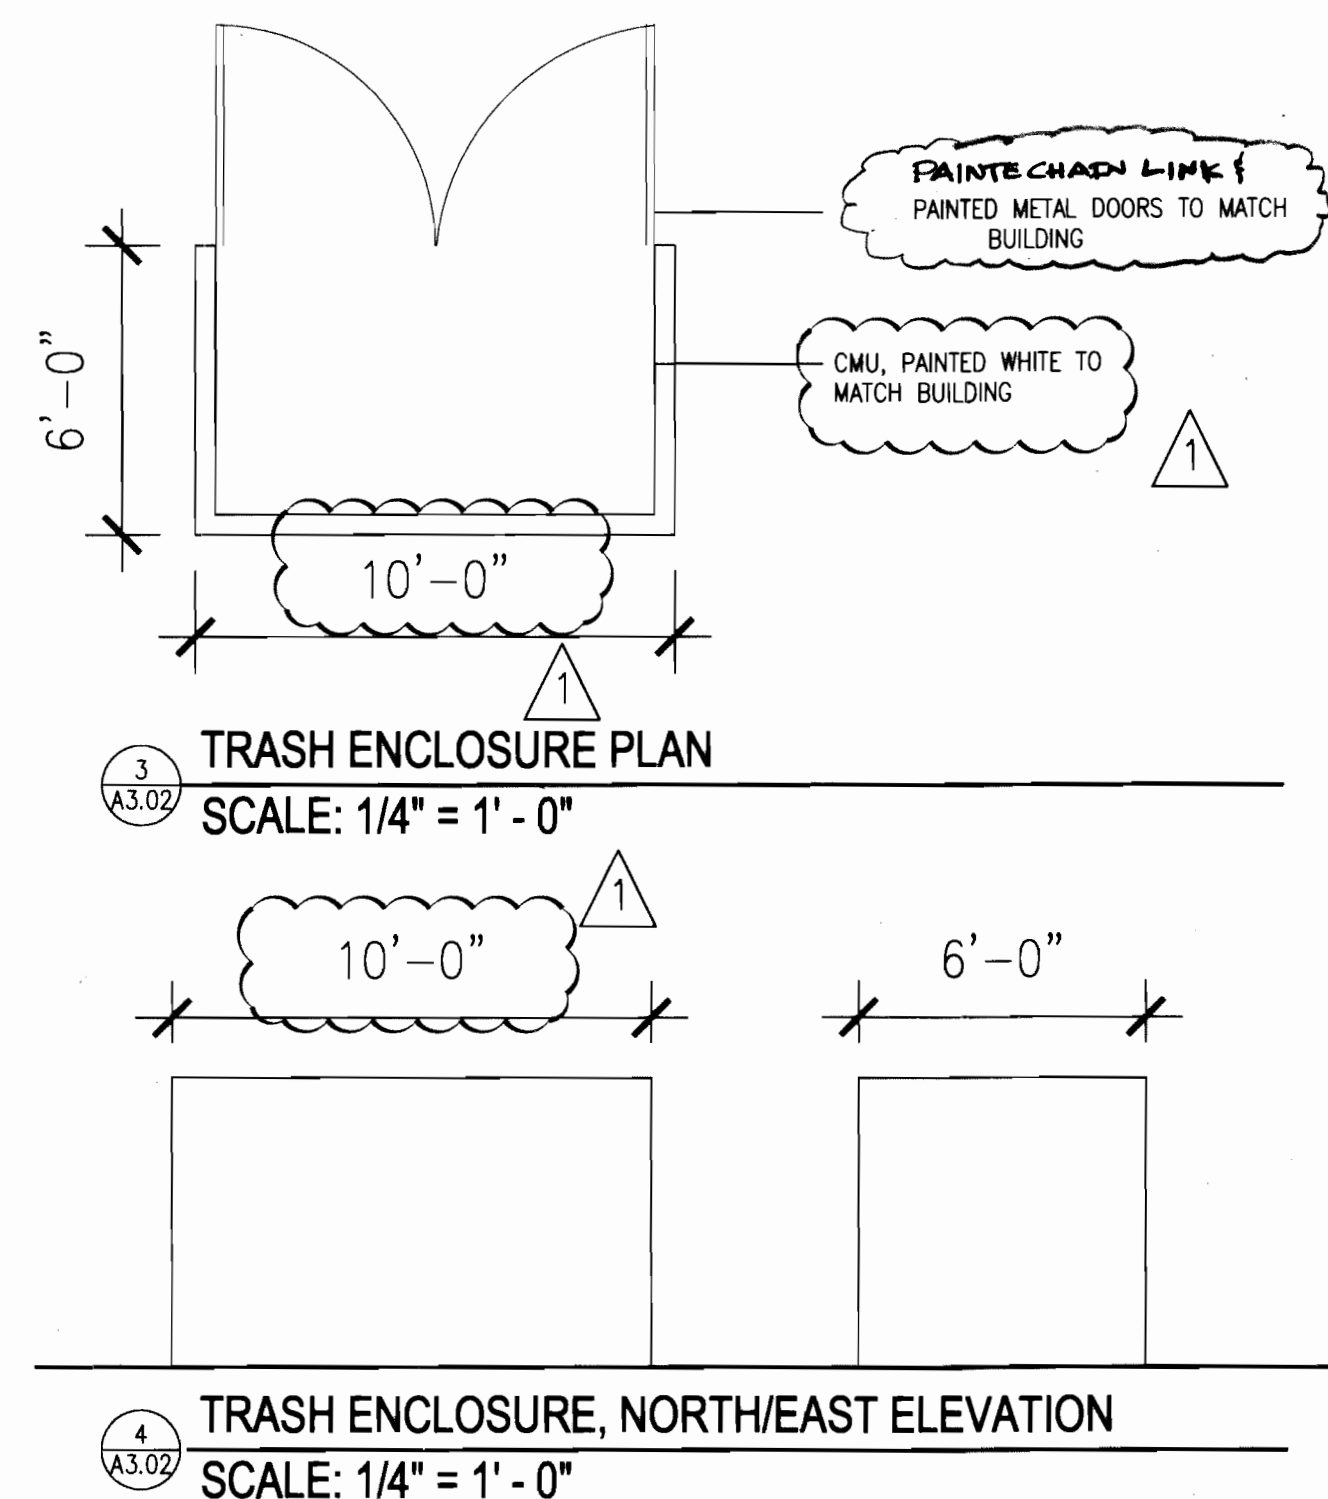 PAINTE CHAIN LINK &
PAINTED METAL DOORS TO MATCH
BUILDING
6'-0"
CMU, PAINTED WHITE TO
MATCH BUILDING
1
10'-0"
1
3
A3.02
TRASH ENCLOSURE PLAN
SCALE: 1/4" = 1' - 0"
1
10'-0"
6'-0"
4
A3.02
TRASH ENCLOSURE, NORTH/EAST ELEVATION
SCALE: 1/4" = 1' - 0"